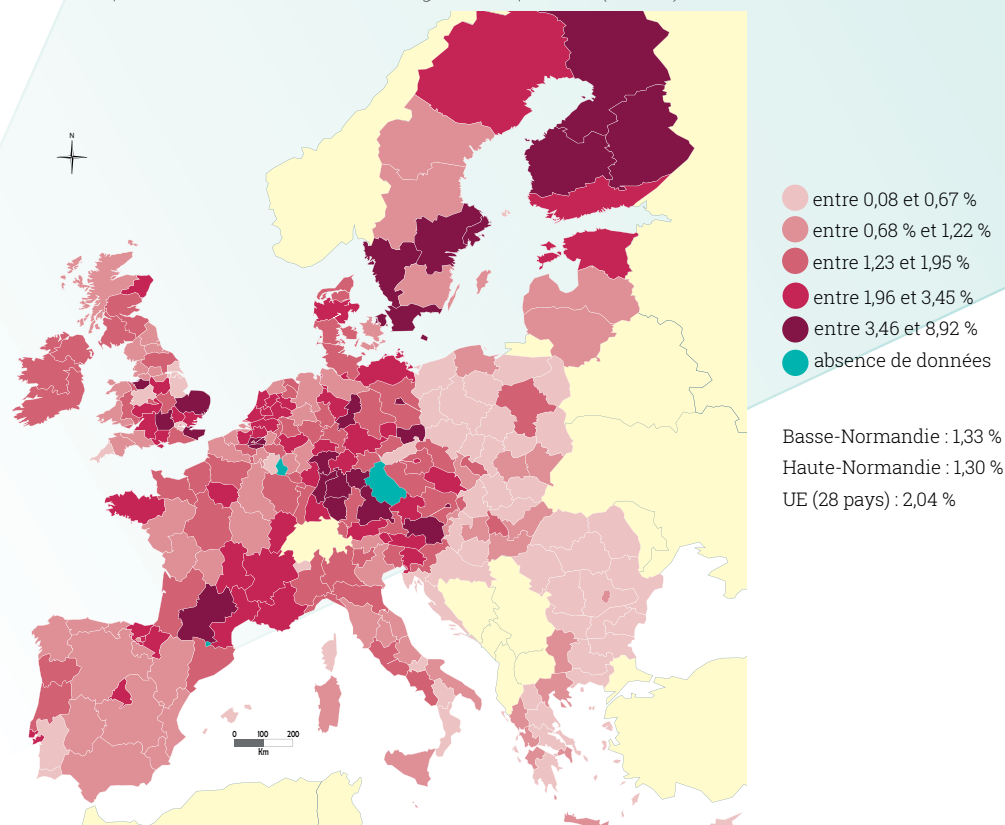 N
entre 0,08 et 0,67 %
entre 0,68 % et 1,22 %
entre 1,23 et 1,95 %
entre 1,96 et 3,45 %
entre 3,46 et 8,92 %
absence de données
Basse-Normandie : 1,33 %
Haute-Normandie : 1,30 %
UE (28 pays) : 2,04 %
0 100 200
Km